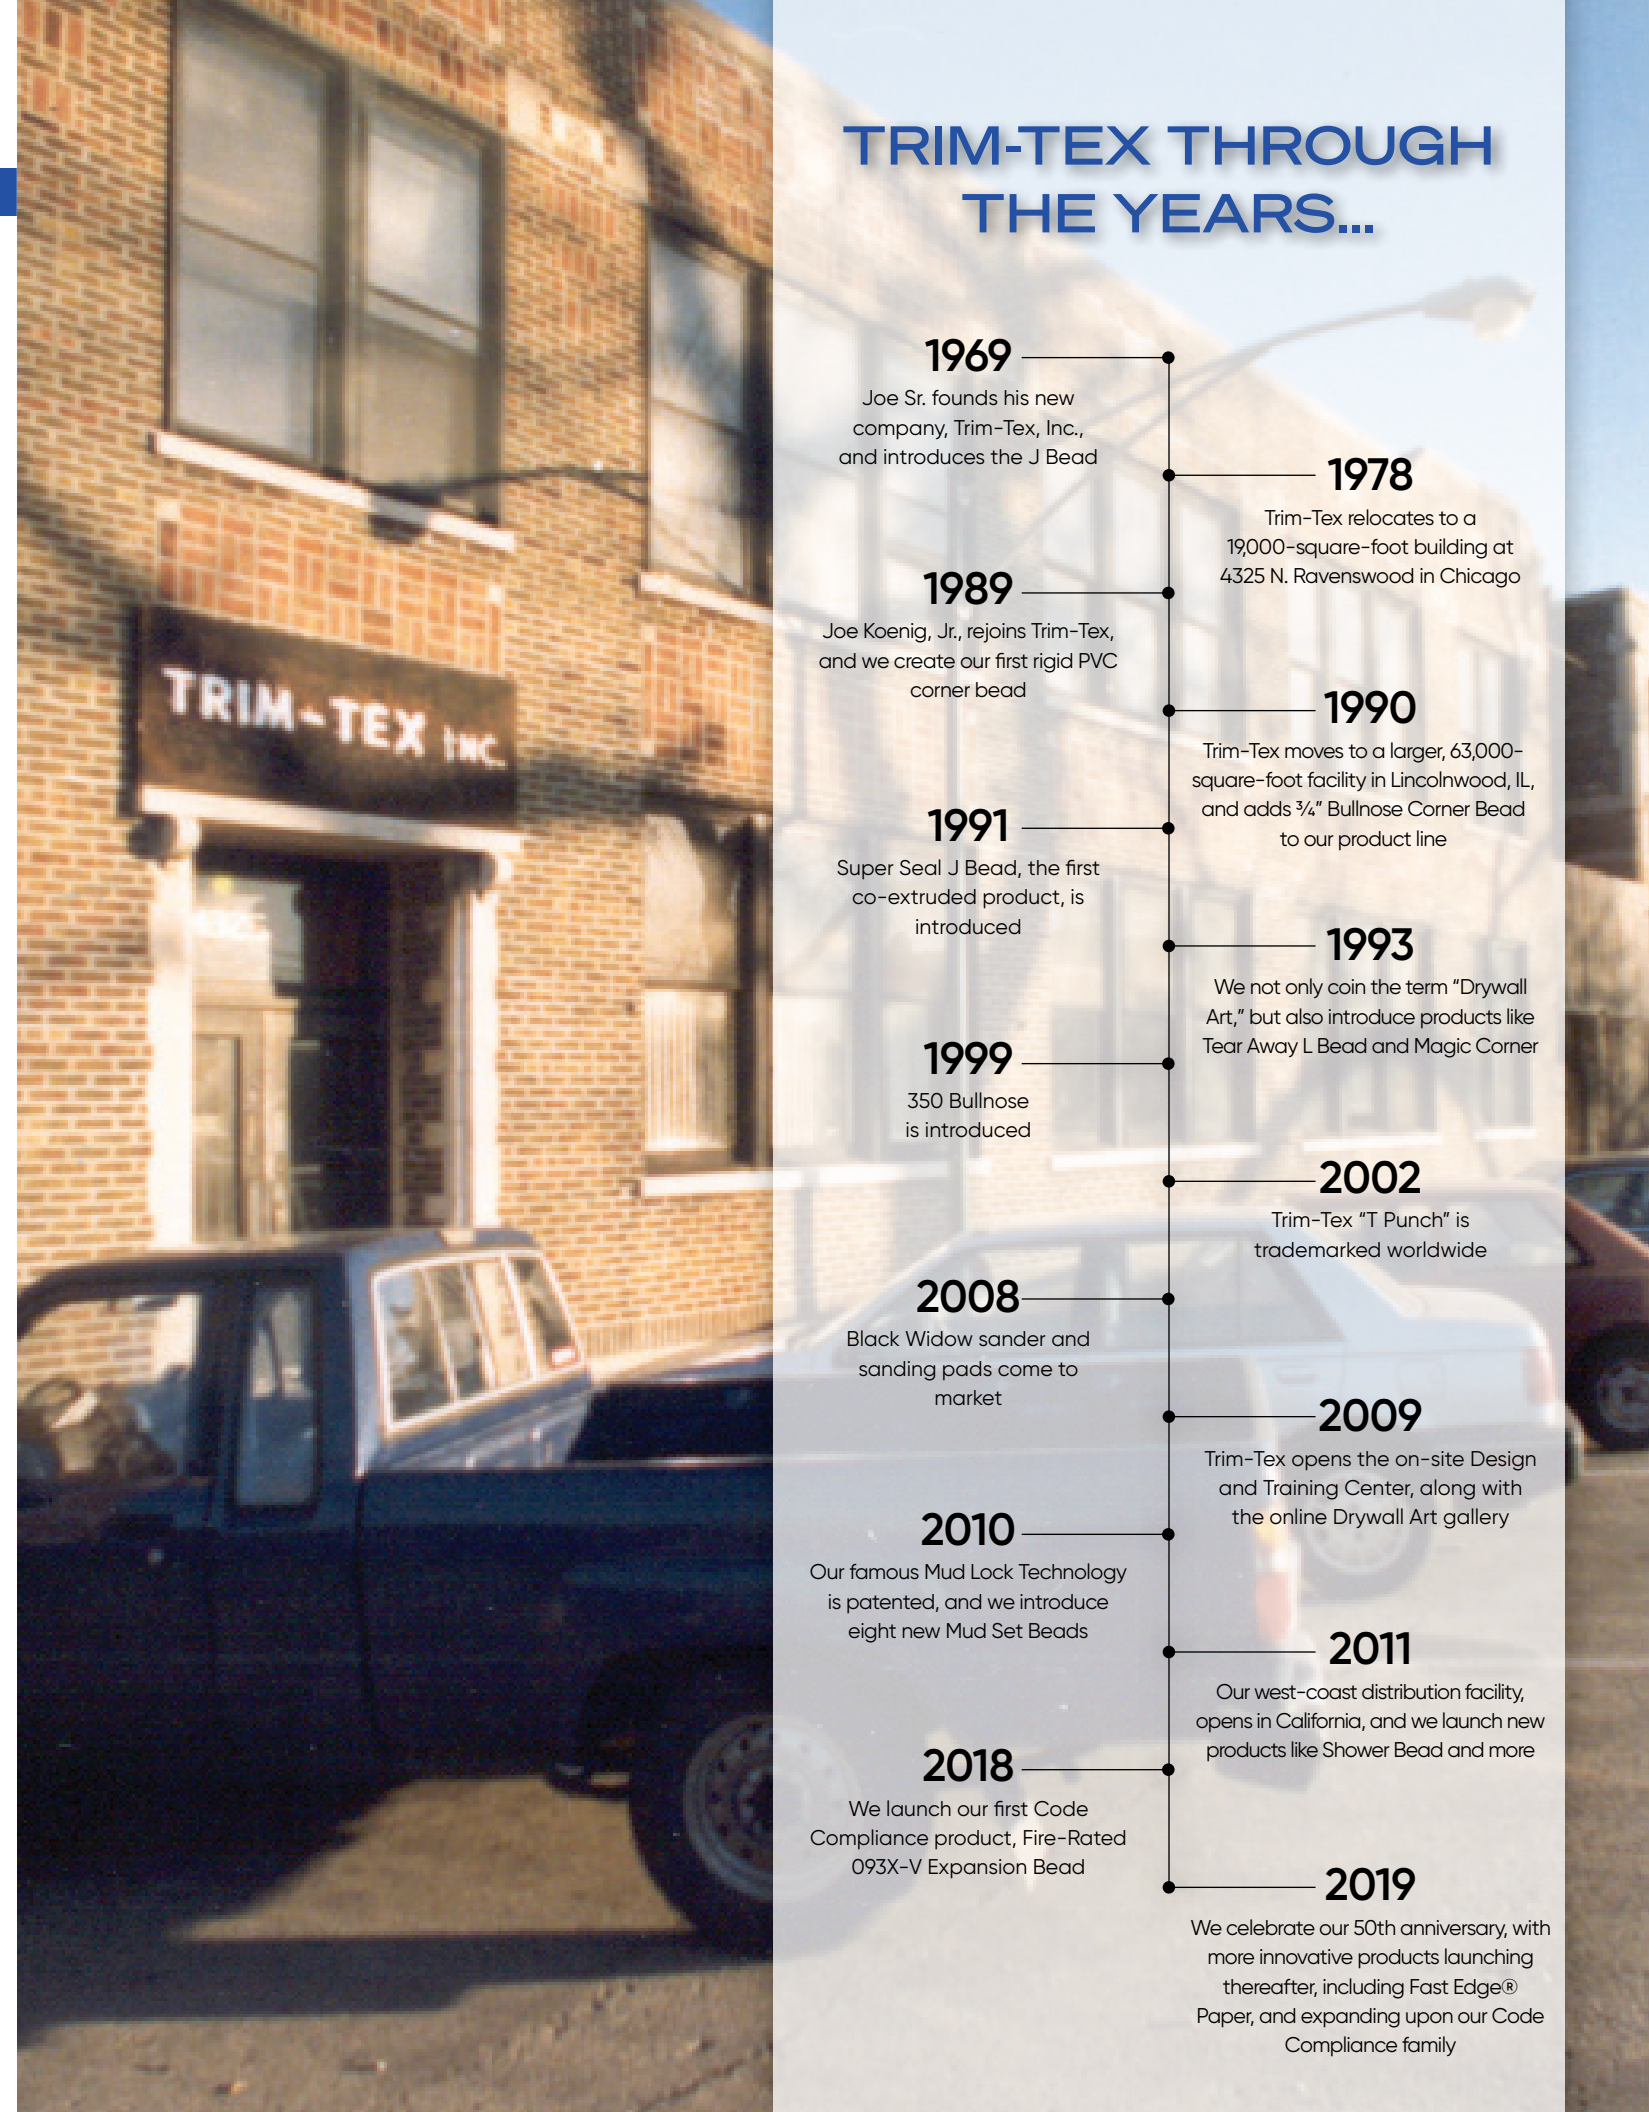 TRIM-TEX THROUGH
THE YEARS...
1969
Joe Sr. founds his new
company, Trim-Tex, Inc.,
and introduces the J Bead
1978
Trim-Tex relocates to a
19,000-square-foot building at
4325 N. Ravenswood in Chicago
1989
Joe Koenig, Jr., rejoins Trim-Tex,
and we create our first rigid PVC
corner bead
1990
Trim-Tex moves to a larger, 63,000-
square-foot facility in Lincolnwood, IL,
and adds ¾" Bullnose Corner Bead
to our product line
1991
Super Seal J Bead, the first
co-extruded product, is
introduced
1993
We not only coin the term "Drywall
Art," but also introduce products like
Tear Away L Bead and Magic Corner
1999
350 Bullnose
is introduced
2002
Trim-Tex "T Punch" is
trademarked worldwide
2008
Black Widow sander and
sanding pads come to
market
2009
Trim-Tex opens the on-site Design
and Training Center, along with
the online Drywall Art gallery
2010
Our famous Mud Lock Technology
is patented, and we introduce
eight new Mud Set Beads
2011
Our west-coast distribution facility,
opens in California, and we launch new
products like Shower Bead and more
2018
We launch our first Code
Compliance product, Fire-Rated
093X-V Expansion Bead
2019
We celebrate our 50th anniversary, with
more innovative products launching
thereafter, including Fast Edge®
Paper, and expanding upon our Code
Compliance family
TRIM-TEX INC.